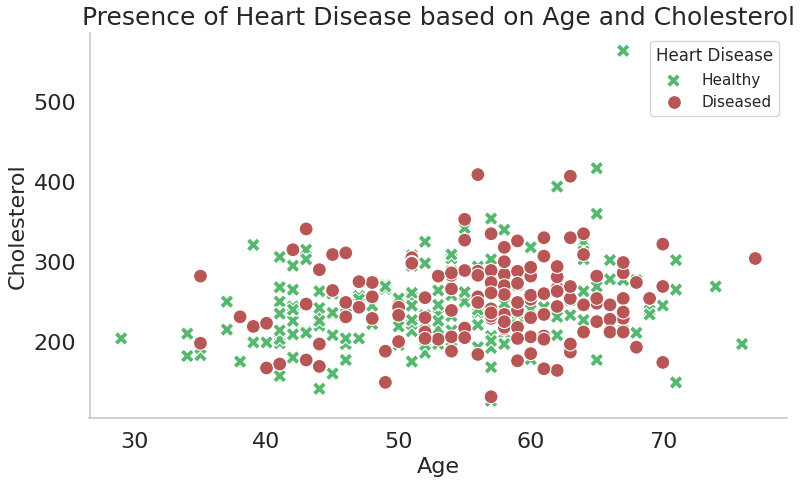 Presence of Heart Disease based on Age and Cholesterol
Heart Disease
Healthy
Diseased
500
400
300
200
Cholesterol
30 40 50 60 70
Age